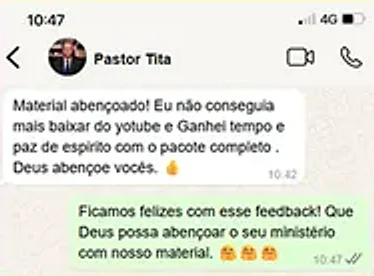 10:47
4G
Pastor Tita
Material abençoado! Eu não conseguia
mais baixar do yotube e Ganhei tempo e
paz de espirito com o pacote completo .
Deus abençoe vocês. 👍
10:42
Ficamos felizes com esse feedback! Que
Deus possa abençoar o seu ministério
com nosso material. 🤗 🤗 🤗
10:47